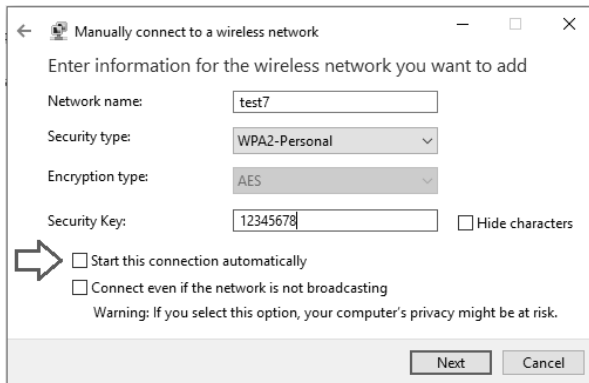 Manually connect to a wireless network
Enter information for the wireless network you want to add
Network name: test7
Security type: WPA2-Personal
Encryption type: AES
Security Key: 12345678 Hide characters
Start this connection automatically
Connect even if the network is not broadcasting
Warning: If you select this option, your computer's privacy might be at risk.
Next Cancel